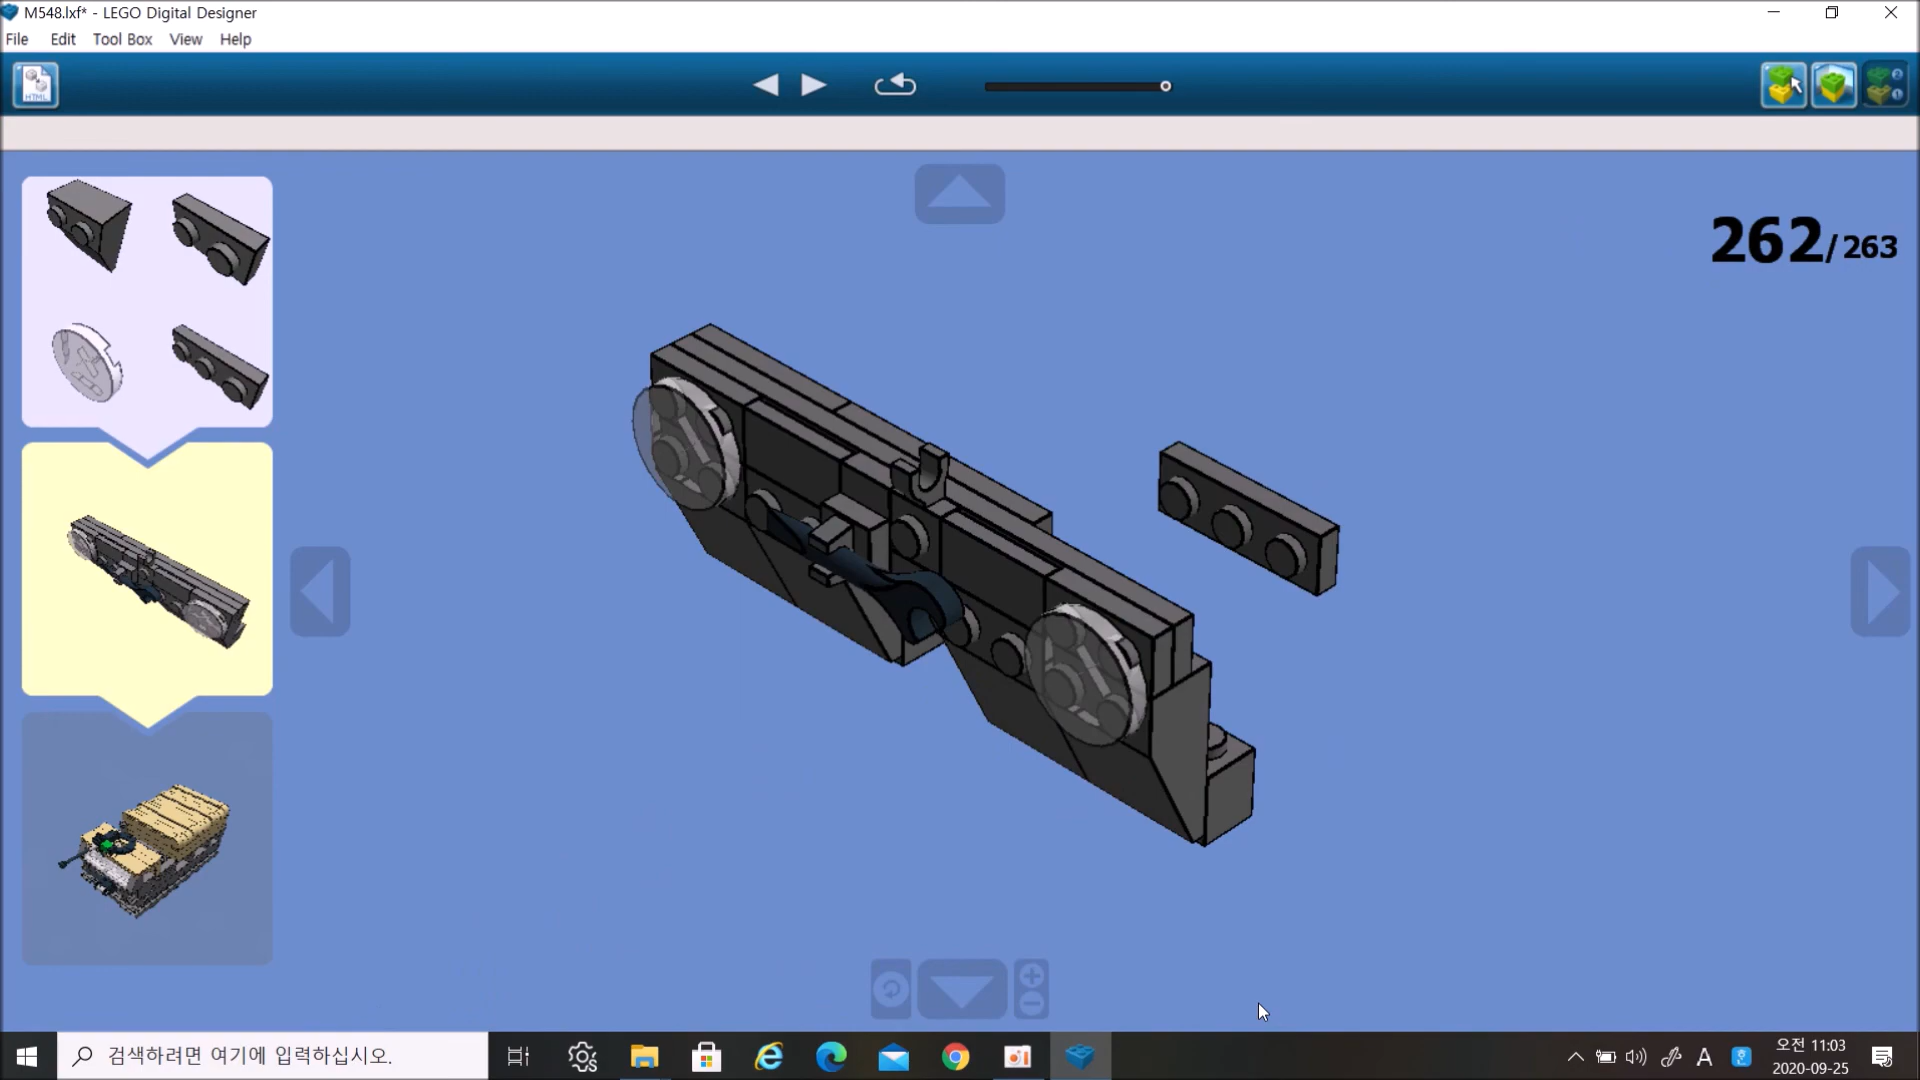 M548.lxf* - LEGO Digital Designer
File Edit Tool Box View Help
HTML
262/263
검색하려면 여기에 입력하십시오.
A
오전 11:03
2020-09-25